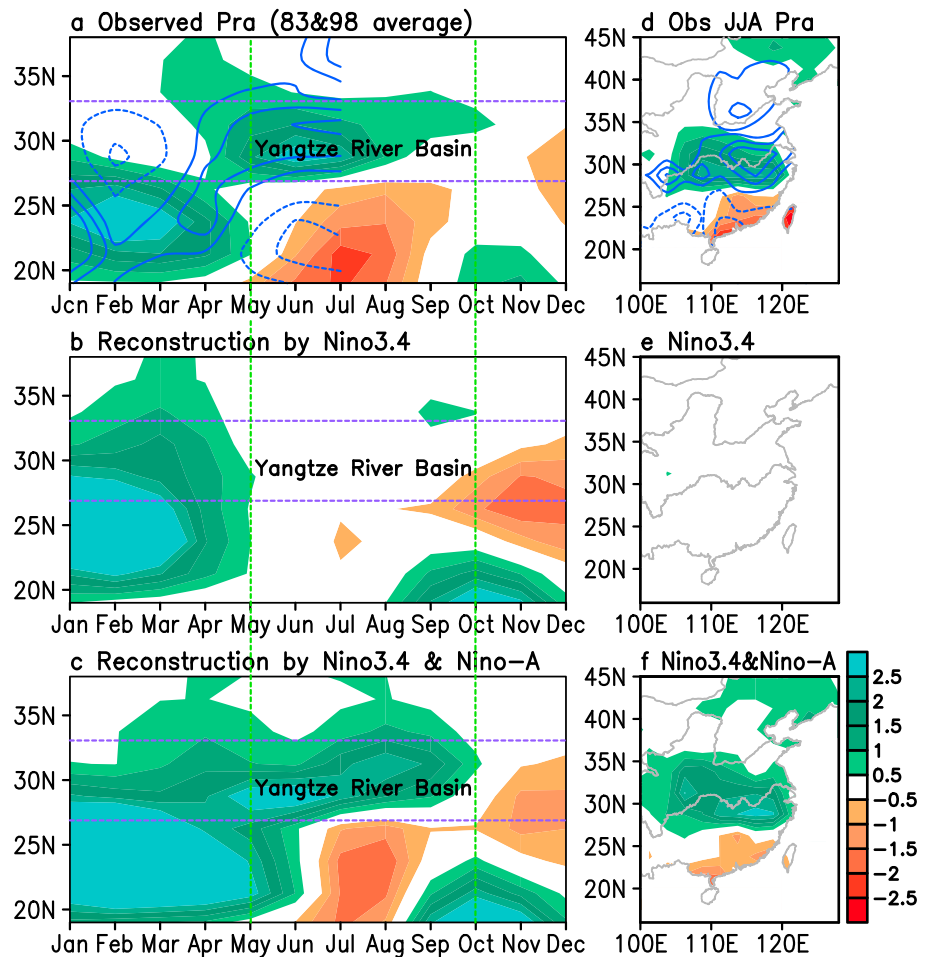 a Observed Pra (83&98 average)
35N
30N
25N
20N
Yangtze River Basin
Jan Feb Mar Apr May Jun Jul Aug Sep Oct Nov Dec
d Obs JJA Pra
45N
40N
35N
30N
25N
20N
100E 110E 120E
b Reconstruction by Nino3.4
35N
30N
25N
20N
Yangtze River Basin
Jan Feb Mar Apr May Jun Jul Aug Sep Oct Nov Dec
e Nino3.4
45N
40N
35N
30N
25N
20N
100E 110E 120E
c Reconstruction by Nino3.4 & Nino-A
35N
30N
25N
20N
Yangtze River Basin
Jan Feb Mar Apr May Jun Jul Aug Sep Oct Nov Dec
f Nino3.4&Nino-A
45N
40N
35N
30N
25N
20N
100E 110E 120E
2.5
2
1.5
1
0.5
-0.5
-1
-1.5
-2
-2.5